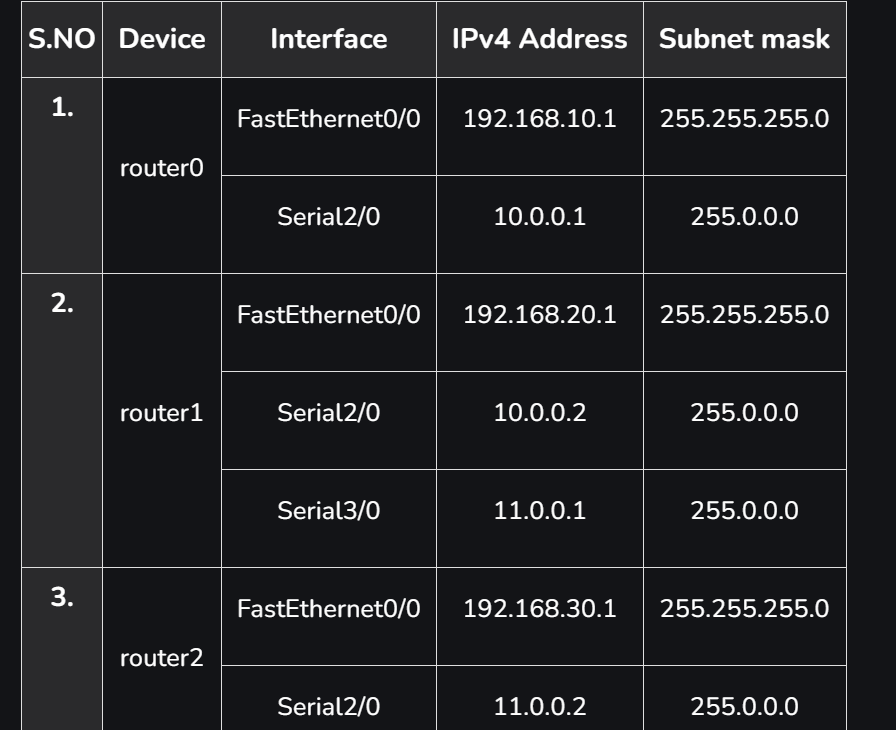 S.NO Device Interface IPv4 Address Subnet mask
1. router0 FastEthernet0/0 192.168.10.1 255.255.255.0
Serial2/0 10.0.0.1 255.0.0.0
2. router1 FastEthernet0/0 192.168.20.1 255.255.255.0
Serial2/0 10.0.0.2 255.0.0.0
Serial3/0 11.0.0.1 255.0.0.0
3. router2 FastEthernet0/0 192.168.30.1 255.255.255.0
Serial2/0 11.0.0.2 255.0.0.0